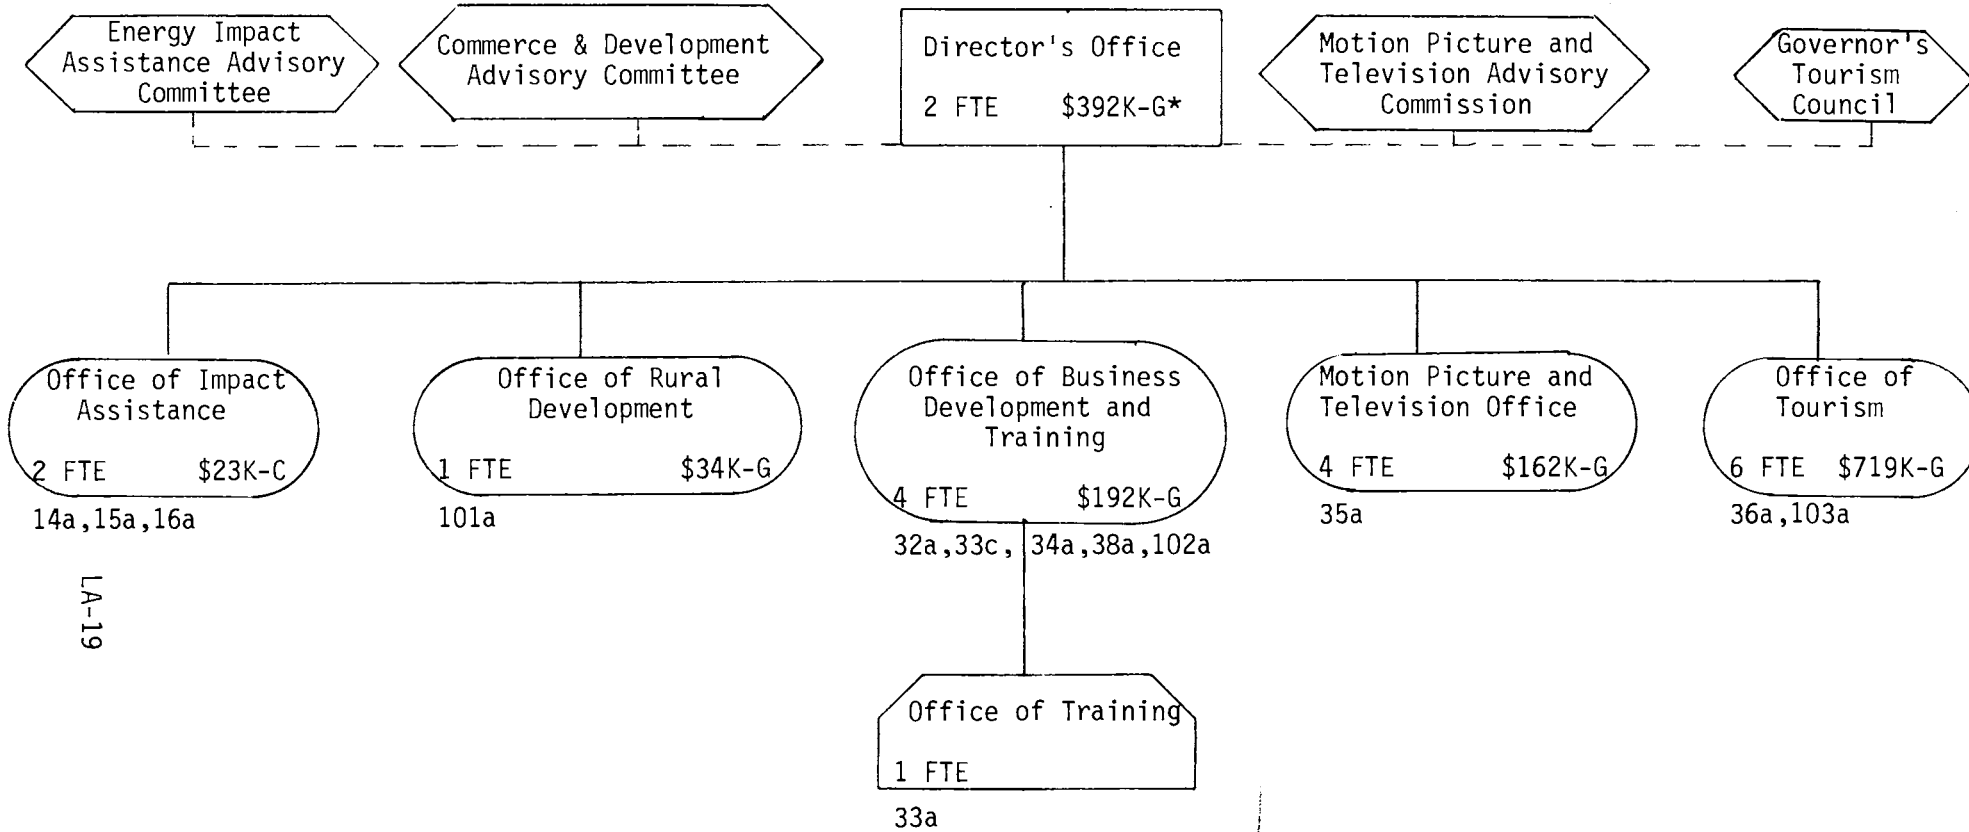 Energy Impact
Assistance Advisory
Committee
Commerce & Development
Advisory Committee
Director's Office
2 FTE $392K-G*
Motion Picture and
Television Advisory
Commission
Governor's
Tourism
Council
Office of Impact
Assistance
2 FTE $23K-C
14a,15a,16a
Office of Rural
Development
1 FTE $34K-G
101a
Office of Business
Development and
Training
4 FTE $192K-G
32a,33c, 34a,38a,102a
Motion Picture and
Television Office
4 FTE $162K-G
35a
Office of
Tourism
6 FTE $719K-G
36a,103a
LA-19
Office of Training
1 FTE
33a